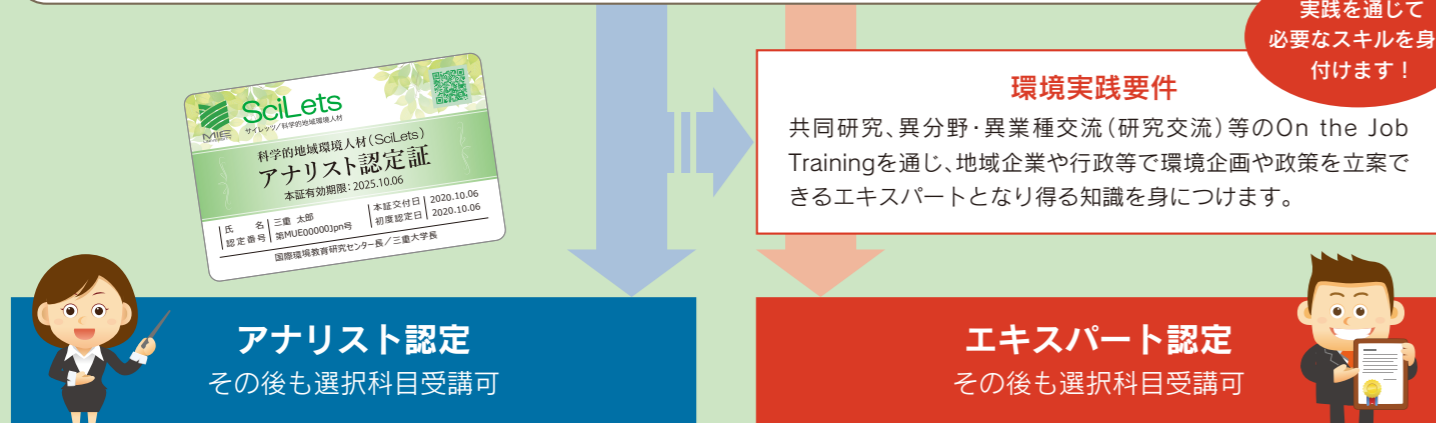 実践を通じて
必要なスキルを身
付けます！
SciLets
MIE
サイレッツ/科学的地域環境人材
科学的地域環境人材(SciLets)
アナリスト認定証
本証有効期限:2025.10.06
氏 名 三重 太郎
認定番号 第MUE00000Jpn号
本証交付日 2020.10.06
初度認定日 2020.10.06
国際環境教育研究センター長/三重大学長
環境実践要件
共同研究、異分野・異業種交流(研究交流)等のOn the Job
Trainingを通じ、地域企業や行政等で環境企画や政策を立案で
きるエキスパートとなり得る知識を身につけます。
アナリスト認定
その後も選択科目受講可
エキスパート認定
その後も選択科目受講可